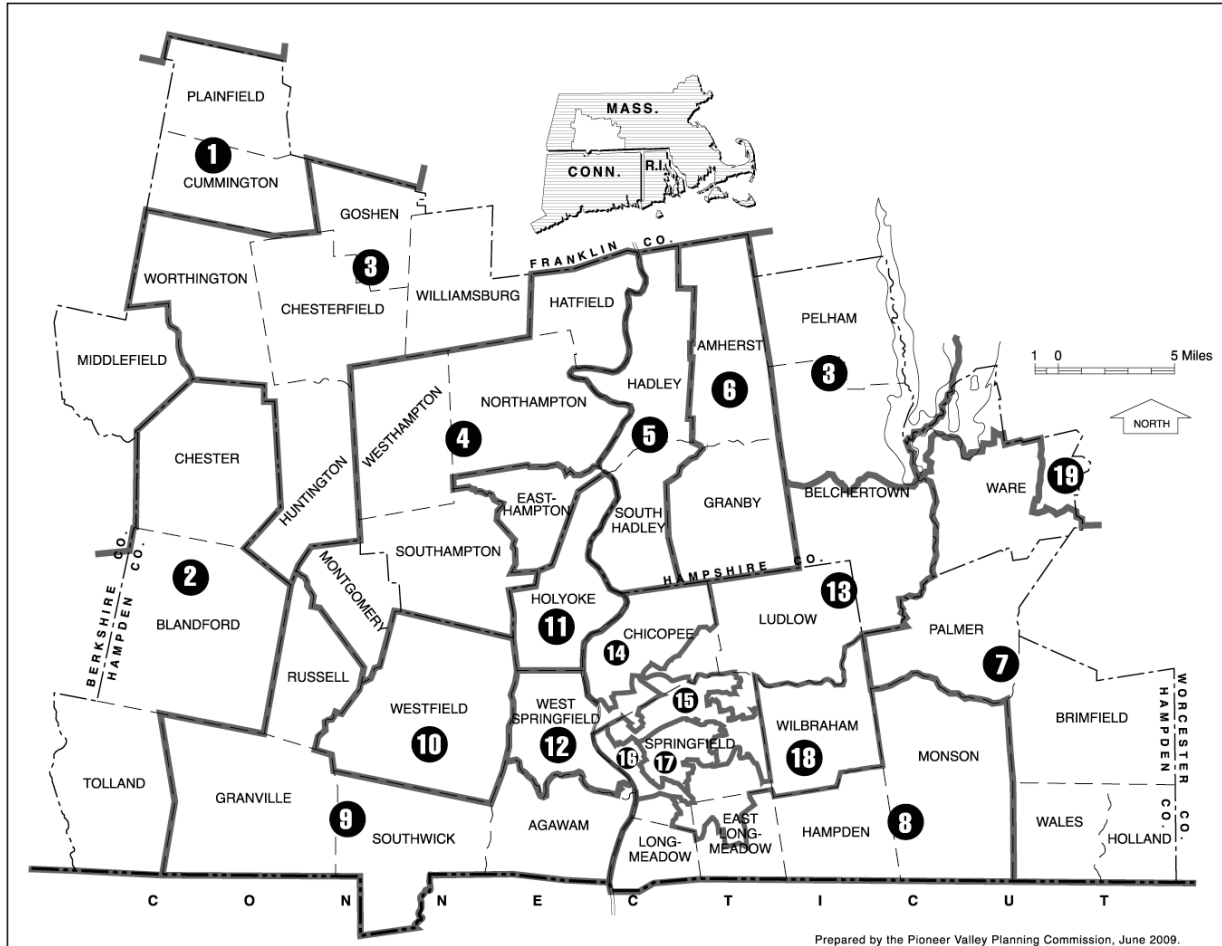 PLAINFIELD
1
CUMMINGTON
MASS.
CONN.
R.I.
GOSHEN
3
WORTHINGTON
CHESTERFIELD
WILLIAMSBURG
FRANKLIN CO.
HATFIELD
MIDDLEFIELD
PELHAM
3
AMHERST
6
1 0 5 Miles
NORTH
HADLEY
5
NORTHAMPTON
4
WESTHAMPTON
CHESTER
HUNTINGTON
EAST-
HAMPTON
SOUTH
HADLEY
GRANBY
BELCHERTOWN
WARE
19
SOUTHAMPTON
MONTGOMERY
HAMPSHIRE CO.
2
BLANDFORD
BERKSHIRE CO.
HAMPDEN CO.
HOLYOKE
11
CHICOPEE
14
13
LUDLOW
PALMER
7
RUSSELL
WESTFIELD
10
WEST
SPRINGFIELD
12
15
SPRINGFIELD
16
17
WILBRAHAM
18
MONSON
BRIMFIELD
WORCESTER CO.
HAMPDEN CO.
TOLLAND
GRANVILLE
9
SOUTHWICK
AGAWAM
LONG-
MEADOW
EAST
LONG-
MEADOW
HAMPDEN
8
WALES
HOLLAND
CONNECTICUT
Prepared by the Pioneer Valley Planning Commission, June 2009.